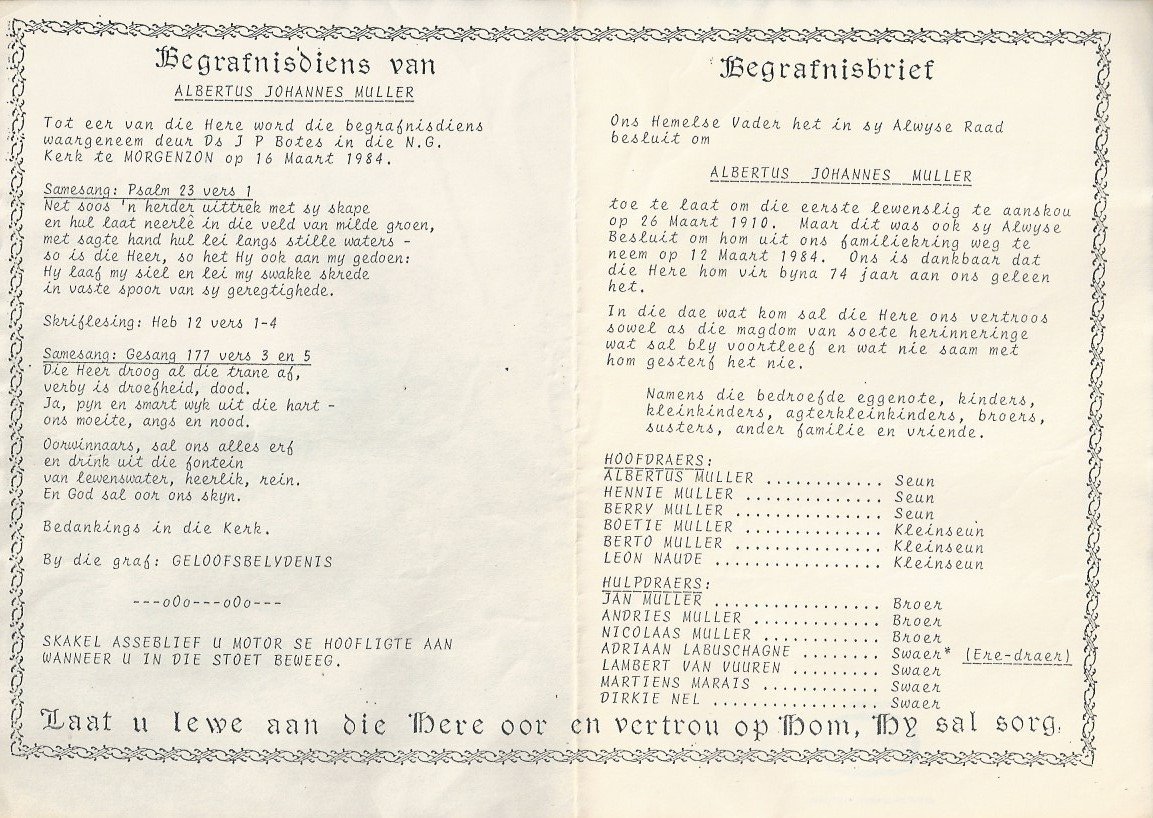 Begrafnisdiens van
ALBERTUS JOHANNES MULLER
Tot eer van die Here word die begrafnisdiens
waargeneem deur Ds J P Botes in die N.G.
Kerk te MORGENZON op 16 Maart 1984.
Samesang: Psalm 23 vers 1
Net soos 'n herder uittrek met sy skape
en hul laat neerlê in die veld van milde groen,
met sagte hand hul lei langs stille waters -
so is die Heer, so het Hy ook aan my gedoen:
Hy laaf my siel en lei my swakke skrede
in vaste spoor van sy geregtighede.
Skriflesing: Heb 12 vers 1-4
Samesang: Gesang 177 vers 3 en 5
Die Heer droog al die trane af,
verby is droefheid, dood.
Ja, pyn en smart wyk uit die hart -
ons moeite, angs en nood.
Oorwinnaars, sal ons alles erf
en drink uit die fontein
van lewenswater, heerlik, rein.
En God sal oor ons skyn.
Bedankings in die Kerk.
By die graf: GELOOFSBELYDENIS
---oOo---oOo---
SKAKEL ASSEBLIEF U MOTOR SE HOOFLIGTE AAN
WANNEER U IN DIE STOET BEWEEG.
Begrafnisbrief
Ons Hemelse Vader het in sy Alwyse Raad
besluit om
ALBERTUS JOHANNES MULLER
toe te laat om die eerste lewenslig te aanskou
op 26 Maart 1910. Maar dit was ook sy Alwyse
Besluit om hom uit ons familiekring weg te
neem op 12 Maart 1984. Ons is dankbaar dat
die Here hom vir byna 74 jaar aan ons geleen
het.
In die dae wat kom sal die Here ons vertroos
sowel as die magdom van soete herinneringe
wat sal bly voortleef en wat nie saam met
hom gesterf het nie.
Namens die bedroefde eggenote, kinders,
kleinkinders, agterkleinkinders, broers,
susters, ander familie en vriende.
HOOFDRAERS:
ALBERTUS MULLER ............ Seun
HENNIE MULLER .............. Seun
BERRY MULLER ............... Seun
BOETIE MULLER .............. Kleinseun
BERTO MULLER ............... Kleinseun
LEON NAUDE ................. Kleinseun
HULPDRAERS:
JAN MULLER ................. Broer
ANDRIES MULLER ............. Broer
NICOLAAS MULLER ............ Broer
ADRIAAN LABUSCHAGNE ........ Swaer* (Ere-draer)
LAMBERT VAN VUUREN ......... Swaer
MARTIENS MARAIS ............ Swaer
DIRKIE NEL ................. Swaer
Laat u lewe aan die Here oor en vertrou op Hom, Hy sal sorg.